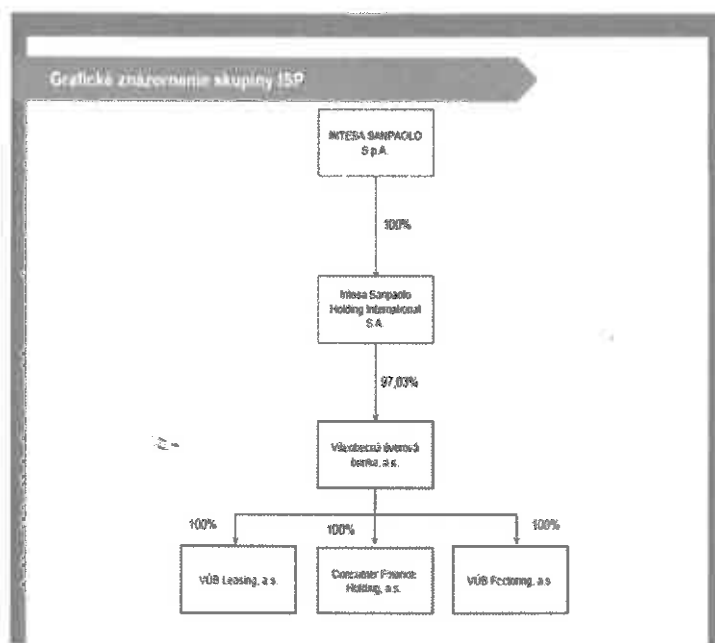 Grafické znázornenie skupiny ISP
INTESA SANPAOLO
S.p.A.
100%
Intesa Sanpaolo
Holding International
S.A.
97,03%
Všeobecná úverová
banka, a.s.
100%
100%
100%
VÚB Leasing, a.s.
Consumer Finance
Holding, a.s.
VÚB Factoring, a.s.